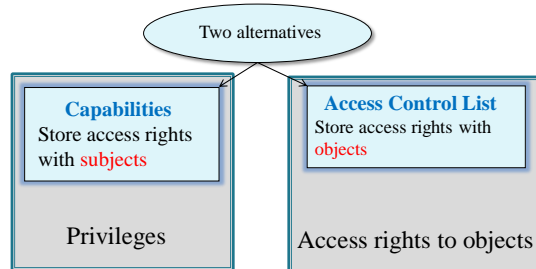 Two alternatives
Capabilities
Store access rights
with subjects
Privileges
Access Control List
Store access rights with
objects
Access rights to objects